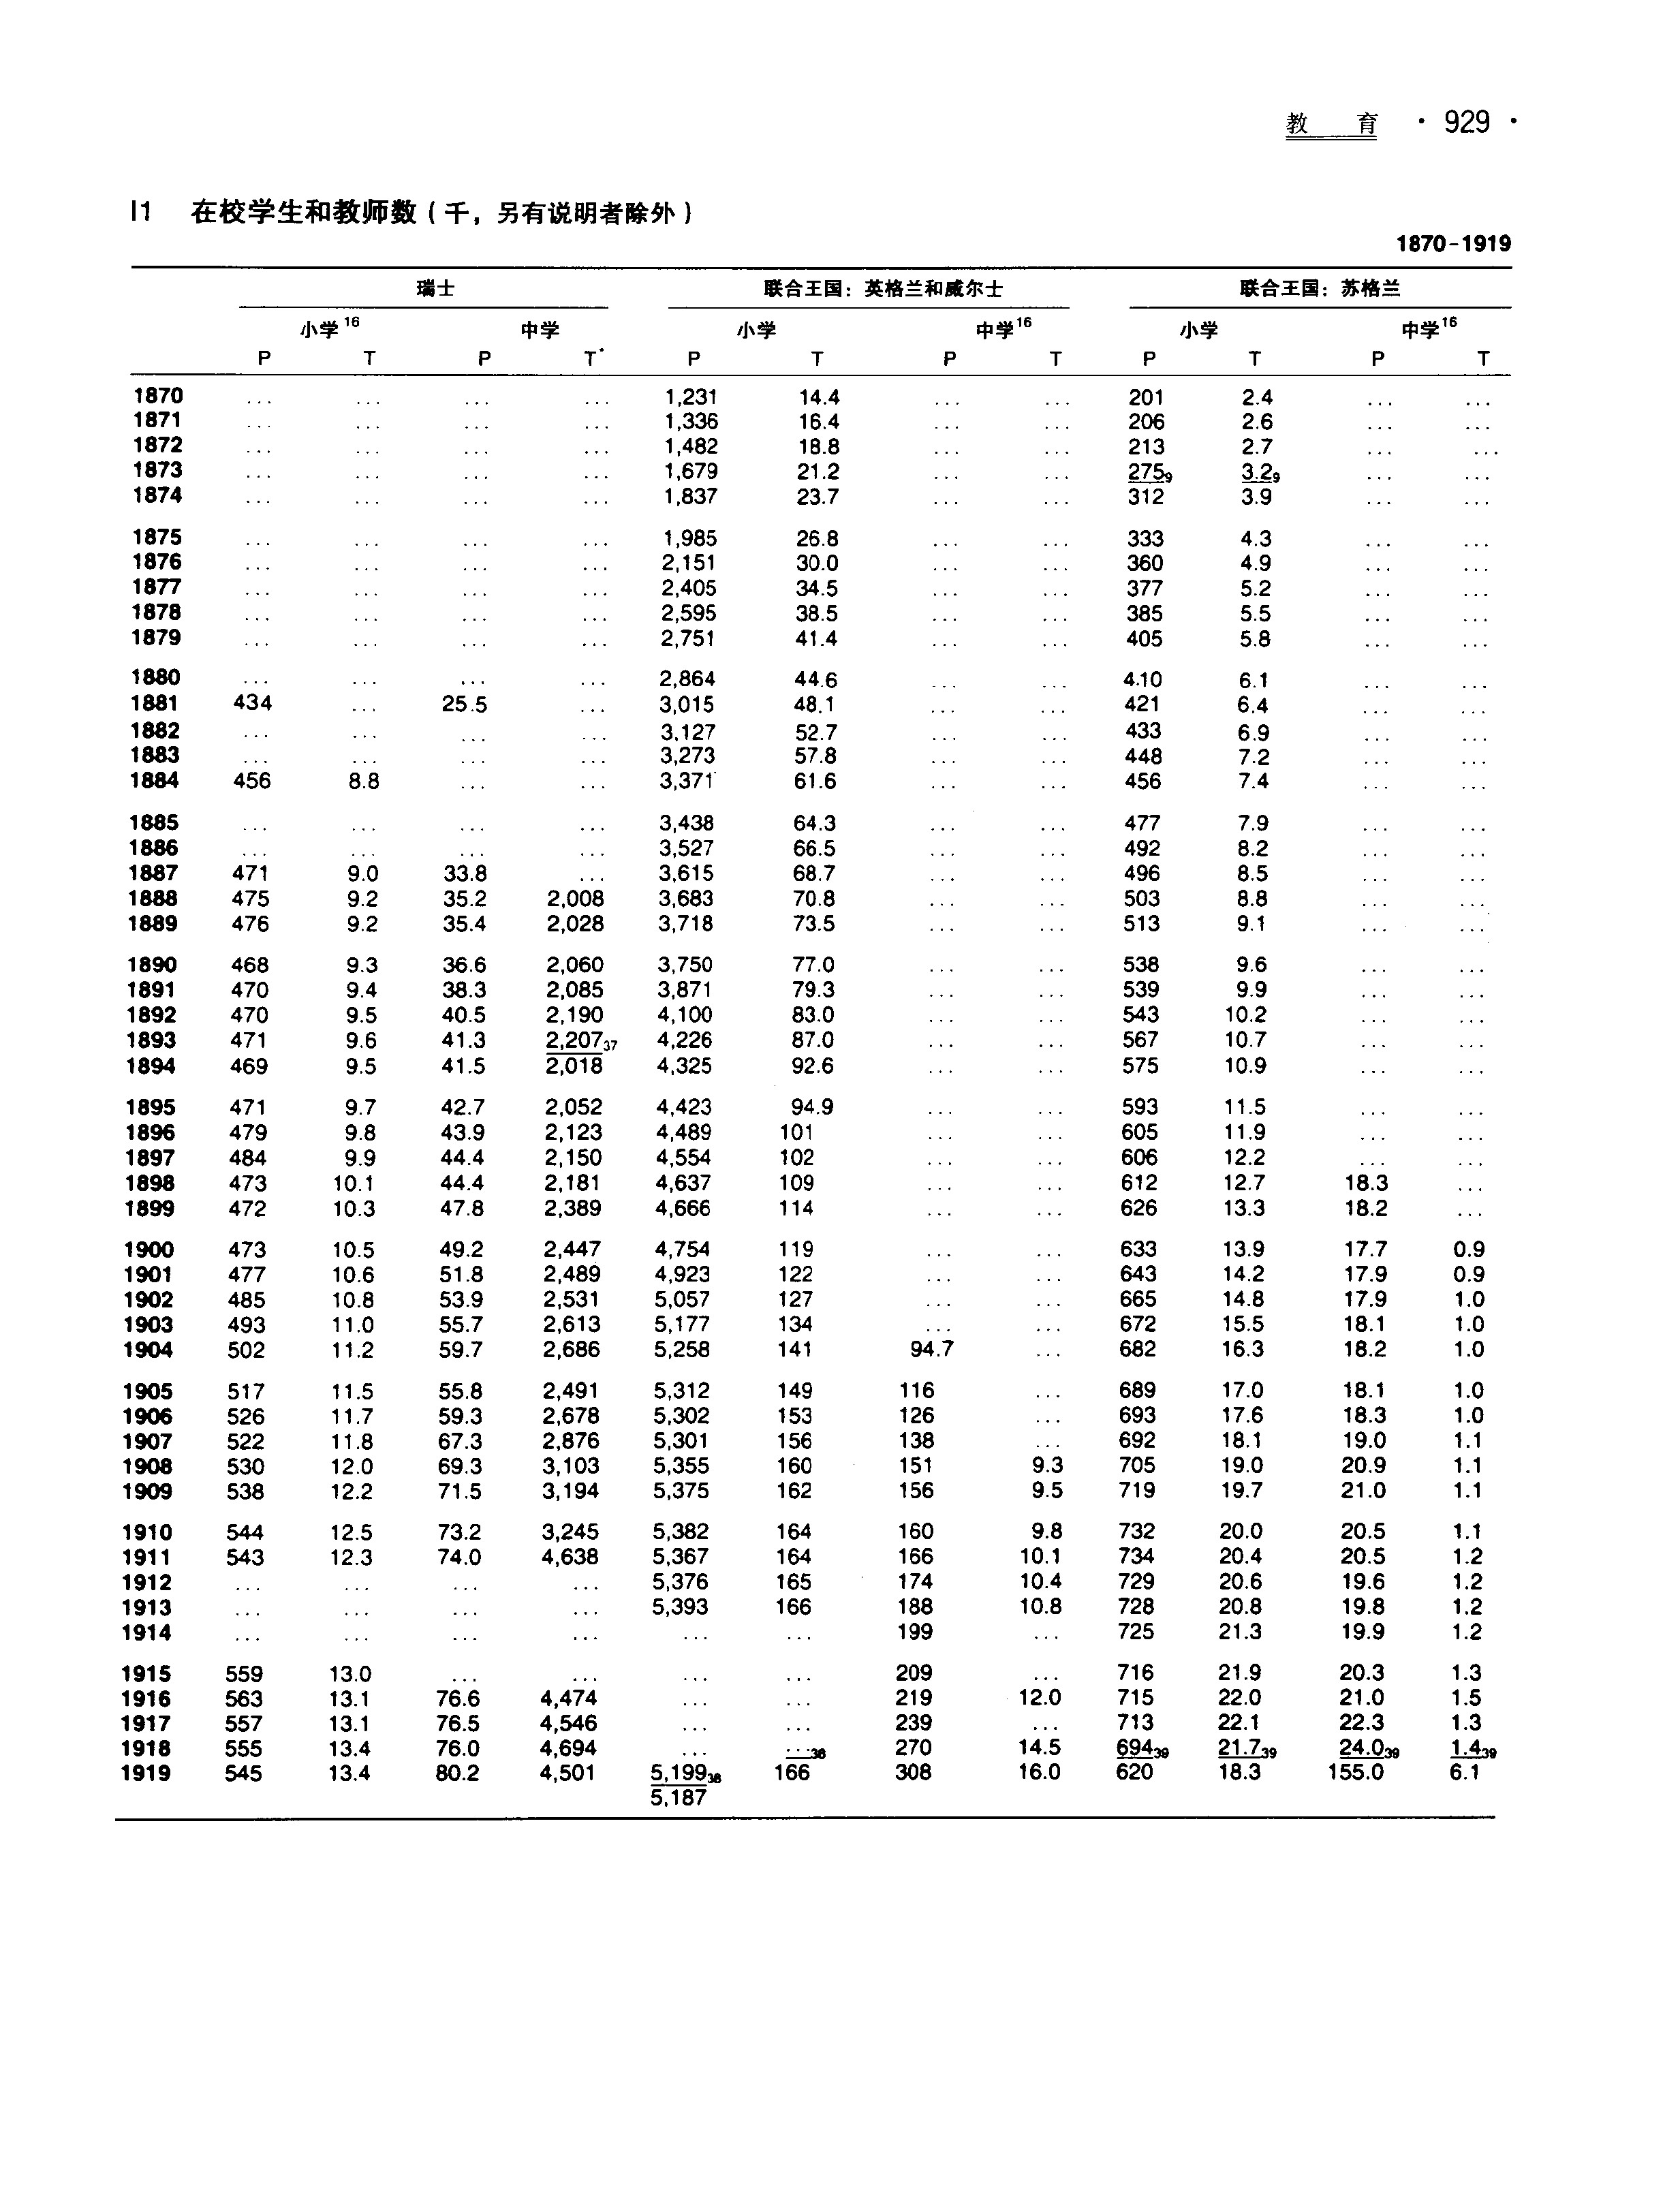 教 育 · 929 ·
I1 在校学生和教师数(千,另有说明者除外)
1870-1919
瑞士 联合王国:英格兰和威尔士 联合王国:苏格兰
小学16 中学 小学 中学16 小学 中学16
P T P T* P T P T P T P T
1870 ... ... ... ... 1,231 14.4 ... ... 201 2.4 ... ...
1871 ... ... ... ... 1,336 16.4 ... ... 206 2.6 ... ...
1872 ... ... ... ... 1,482 18.8 ... ... 213 2.7 ... ...
1873 ... ... ... ... 1,679 21.2 ... ... 2759 3.29 ... ...
1874 ... ... ... ... 1,837 23.7 ... ... 312 3.9 ... ...
1875 ... ... ... ... 1,985 26.8 ... ... 333 4.3 ... ...
1876 ... ... ... ... 2,151 30.0 ... ... 360 4.9 ... ...
1877 ... ... ... ... 2,405 34.5 ... ... 377 5.2 ... ...
1878 ... ... ... ... 2,595 38.5 ... ... 385 5.5 ... ...
1879 ... ... ... ... 2,751 41.4 ... ... 405 5.8 ... ...
1880 ... ... ... ... 2,864 44.6 ... ... 4.10 6.1 ... ...
1881 434 ... 25.5 ... 3,015 48.1 ... ... 421 6.4 ... ...
1882 ... ... ... ... 3,127 52.7 ... ... 433 6.9 ... ...
1883 ... ... ... ... 3,273 57.8 ... ... 448 7.2 ... ...
1884 456 8.8 ... ... 3,371 61.6 ... ... 456 7.4 ... ...
1885 ... ... ... ... 3,438 64.3 ... ... 477 7.9 ... ...
1886 ... ... ... ... 3,527 66.5 ... ... 492 8.2 ... ...
1887 471 9.0 33.8 ... 3,615 68.7 ... ... 496 8.5 ... ...
1888 475 9.2 35.2 2,008 3,683 70.8 ... ... 503 8.8 ... ...
1889 476 9.2 35.4 2,028 3,718 73.5 ... ... 513 9.1 ... ...
1890 468 9.3 36.6 2,060 3,750 77.0 ... ... 538 9.6 ... ...
1891 470 9.4 38.3 2,085 3,871 79.3 ... ... 539 9.9 ... ...
1892 470 9.5 40.5 2,190 4,100 83.0 ... ... 543 10.2 ... ...
1893 471 9.6 41.3 2,20737 4,226 87.0 ... ... 567 10.7 ... ...
1894 469 9.5 41.5 2,018 4,325 92.6 ... ... 575 10.9 ... ...
1895 471 9.7 42.7 2,052 4,423 94.9 ... ... 593 11.5 ... ...
1896 479 9.8 43.9 2,123 4,489 101 ... ... 605 11.9 ... ...
1897 484 9.9 44.4 2,150 4,554 102 ... ... 606 12.2 ... ...
1898 473 10.1 44.4 2,181 4,637 109 ... ... 612 12.7 18.3 ...
1899 472 10.3 47.8 2,389 4,666 114 ... ... 626 13.3 18.2 ...
1900 473 10.5 49.2 2,447 4,754 119 ... ... 633 13.9 17.7 0.9
1901 477 10.6 51.8 2,489 4,923 122 ... ... 643 14.2 17.9 0.9
1902 485 10.8 53.9 2,531 5,057 127 ... ... 665 14.8 17.9 1.0
1903 493 11.0 55.7 2,613 5,177 134 ... ... 672 15.5 18.1 1.0
1904 502 11.2 59.7 2,686 5,258 141 94.7 ... 682 16.3 18.2 1.0
1905 517 11.5 55.8 2,491 5,312 149 116 ... 689 17.0 18.1 1.0
1906 526 11.7 59.3 2,678 5,302 153 126 ... 693 17.6 18.3 1.0
1907 522 11.8 67.3 2,876 5,301 156 138 ... 692 18.1 19.0 1.1
1908 530 12.0 69.3 3,103 5,355 160 151 9.3 705 19.0 20.9 1.1
1909 538 12.2 71.5 3,194 5,375 162 156 9.5 719 19.7 21.0 1.1
1910 544 12.5 73.2 3,245 5,382 164 160 9.8 732 20.0 20.5 1.1
1911 543 12.3 74.0 4,638 5,367 164 166 10.1 734 20.4 20.5 1.2
1912 ... ... ... ... 5,376 165 174 10.4 729 20.6 19.6 1.2
1913 ... ... ... ... 5,393 166 188 10.8 728 20.8 19.8 1.2
1914 ... ... ... ... ... ... 199 ... 725 21.3 19.9 1.2
1915 559 13.0 ... ... ... ... 209 ... 716 21.9 20.3 1.3
1916 563 13.1 76.6 4,474 ... ... 219 12.0 715 22.0 21.0 1.5
1917 557 13.1 76.5 4,546 ... ... 239 ... 713 22.1 22.3 1.3
1918 555 13.4 76.0 4,694 ... ...38 270 14.5 69439 21.739 24.039 1.439
1919 545 13.4 80.2 4,501 5,19938 166 308 16.0 620 18.3 155.0 6.1
5,187